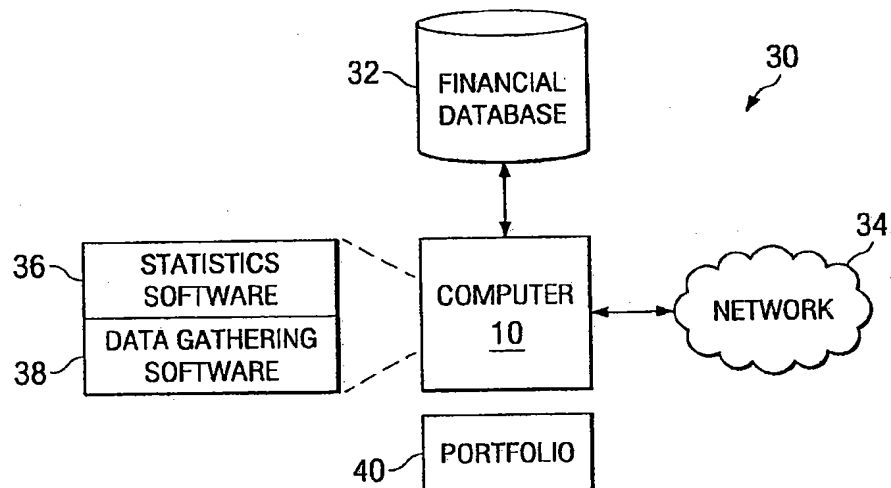 32
FINANCIAL
DATABASE
30
36
STATISTICS
SOFTWARE
38
DATA GATHERING
SOFTWARE
COMPUTER
10
34
NETWORK
40
PORTFOLIO